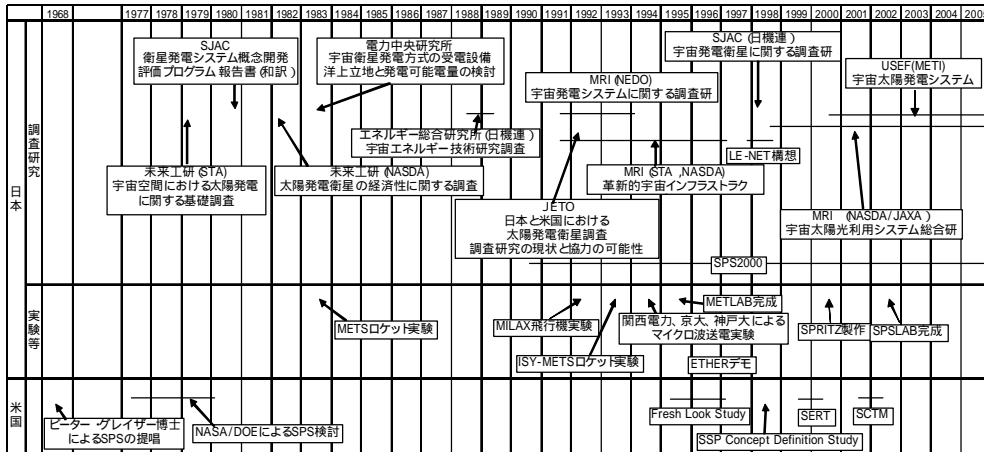 1968 1977 1978 1979 1980 1981 1982 1983 1984 1985 1986 1987 1988 1989 1990 1991 1992 1993 1994 1995 1996 1997 1998 1999 2000 2001 2002 2003 2004 2005
日本
調査研究
SJAC
衛星発電システム概念開発
評価プログラム報告書(和訳)
電力中央研究所
宇宙衛星発電方式の受電設備
洋上立地と発電可能電量の検討
MRI (NEDO)
宇宙発電システムに関する調査研
SJAC(日機連)
宇宙発電衛星に関する調査研
USEF(METI)
宇宙太陽発電システム
エネルギー総合研究所(日機連)
宇宙エネルギー技術研究調査
LE-NET構想
未来工研(STA)
宇宙空間における太陽発電
に関する基礎調査
未来工研(NASDA)
太陽発電衛星の経済性に関する調査
MRI (STA ,NASDA)
革新的宇宙インフラストラク
JETO
日本と米国における
太陽発電衛星調査
調査研究の現状と協力の可能性
MRI (NASDA/JAXA)
宇宙太陽光利用システム総合研
SPS2000
実験等
METSロケット実験
MILAX飛行機実験
ISY-METSロケット実験
METLAB完成
関西電力、京大、神戸大による
マイクロ波送電実験
ETHERデモ
SPRITZ製作
SPSLAB完成
米国
ピーター・グレイザー博士
によるSPSの提唱
NASA/DOEによるSPS検討
Fresh Look Study
SSP Concept Definition Study
SERT
SCTM